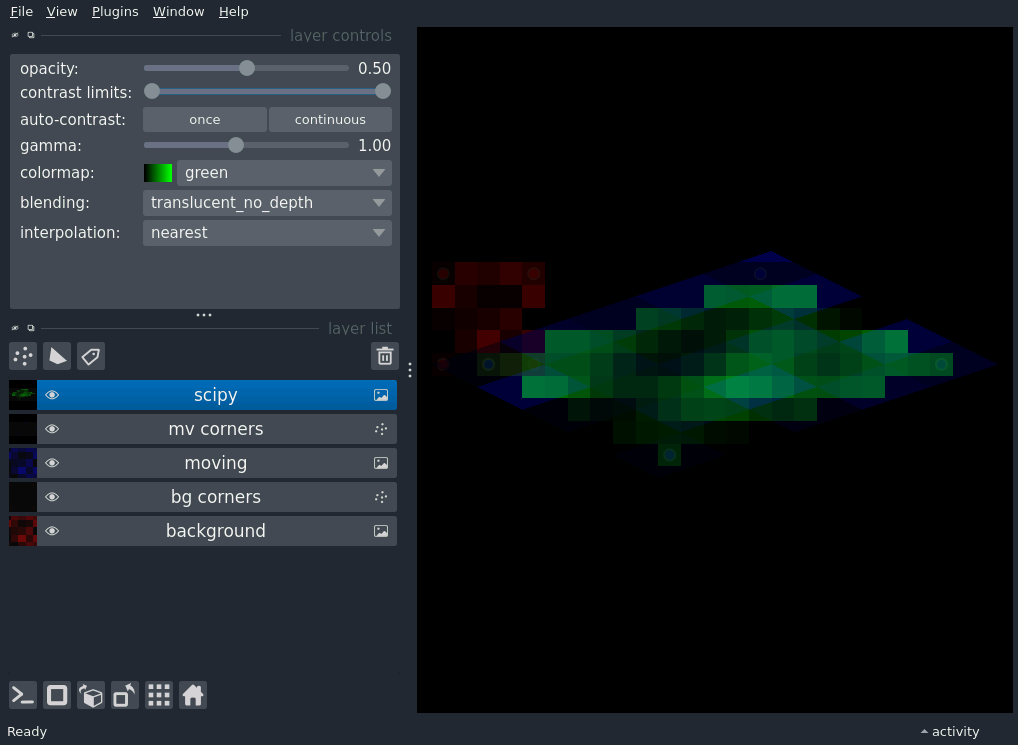 File View Plugins Window Help
layer controls
opacity: 0.50
contrast limits:
auto-contrast: once continuous
gamma: 1.00
colormap: green
blending: translucent_no_depth
interpolation: nearest
layer list
scipy
mv corners
moving
bg corners
background
Ready activity